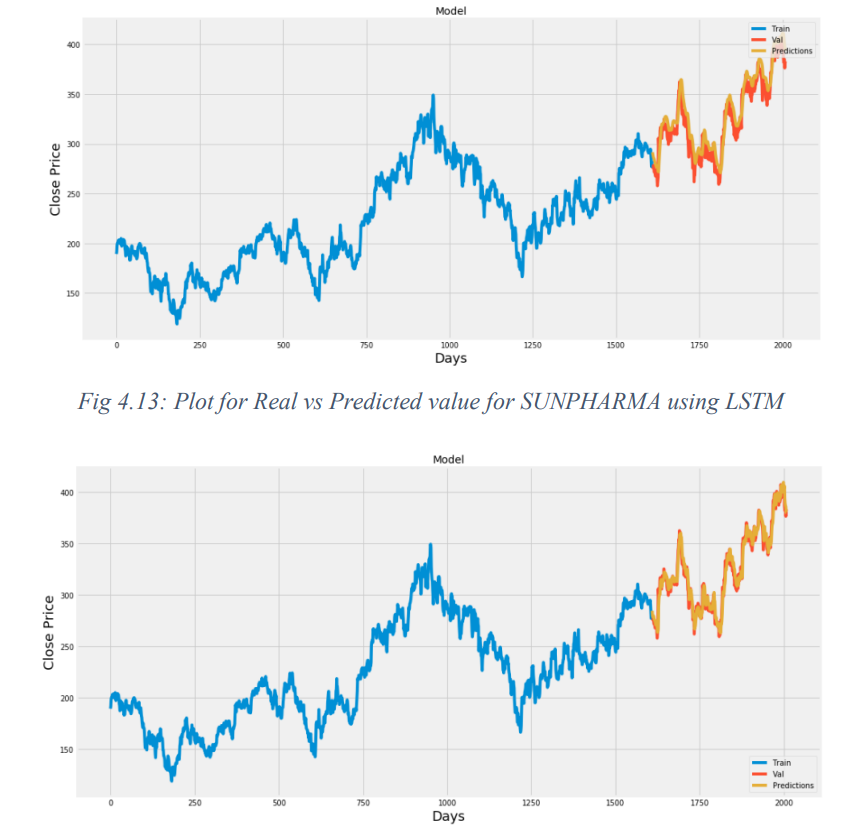 Model
Train
Val
Predictions
400
350
300
250
200
150
Close Price
0 250 500 750 1000 1250 1500 1750 2000
Days
Fig 4.13: Plot for Real vs Predicted value for SUNPHARMA using LSTM
Model
400
350
300
250
200
150
Close Price
Train
Val
Predictions
0 250 500 750 1000 1250 1500 1750 2000
Days